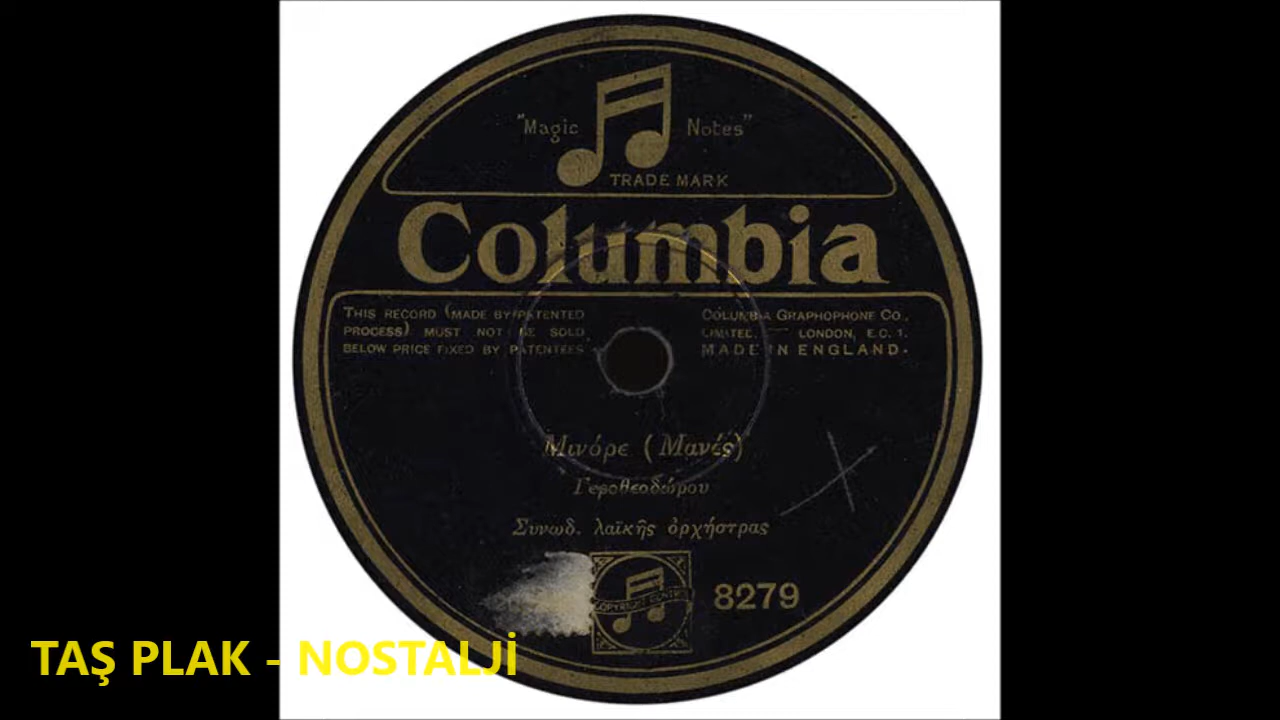 "Magic Notes"
TRADE MARK
Columbia
THIS RECORD (MADE BY PATENTED
PROCESS) MUST NOT BE SOLD
BELOW PRICE FIXED BY PATENTEES.
COLUMBIA GRAPHOPHONE CO.,
LIMITED. LONDON, E.C. 1.
MADE IN ENGLAND.
Μινόρε (Μανές)
Γεροθεοδώρου
Συνωδ. λαϊκῆς ὀρχήστρας
COPYRIGHT CONTROL
8279
TAŞ PLAK - NOSTALJİ